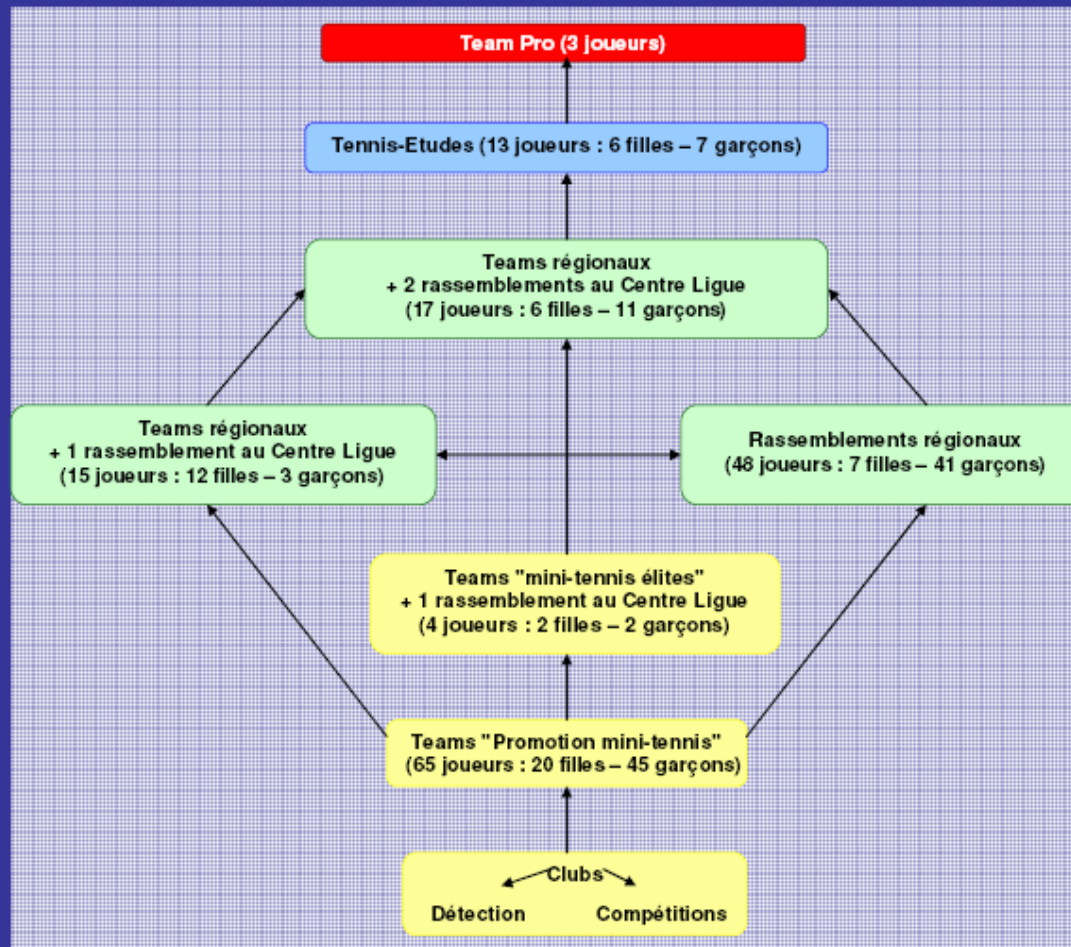 Team Pro (3 joueurs)
Tennis-Etudes (13 joueurs : 6 filles – 7 garçons)
Teams régionaux
+ 2 rassemblements au Centre Ligue
(17 joueurs : 6 filles – 11 garçons)
Teams régionaux
+ 1 rassemblement au Centre Ligue
(15 joueurs : 12 filles – 3 garçons)
Rassemblements régionaux
(48 joueurs : 7 filles – 41 garçons)
Teams "mini-tennis élites"
+ 1 rassemblement au Centre Ligue
(4 joueurs : 2 filles – 2 garçons)
Teams "Promotion mini-tennis"
(65 joueurs : 20 filles – 45 garçons)
Clubs
Détection Compétitions